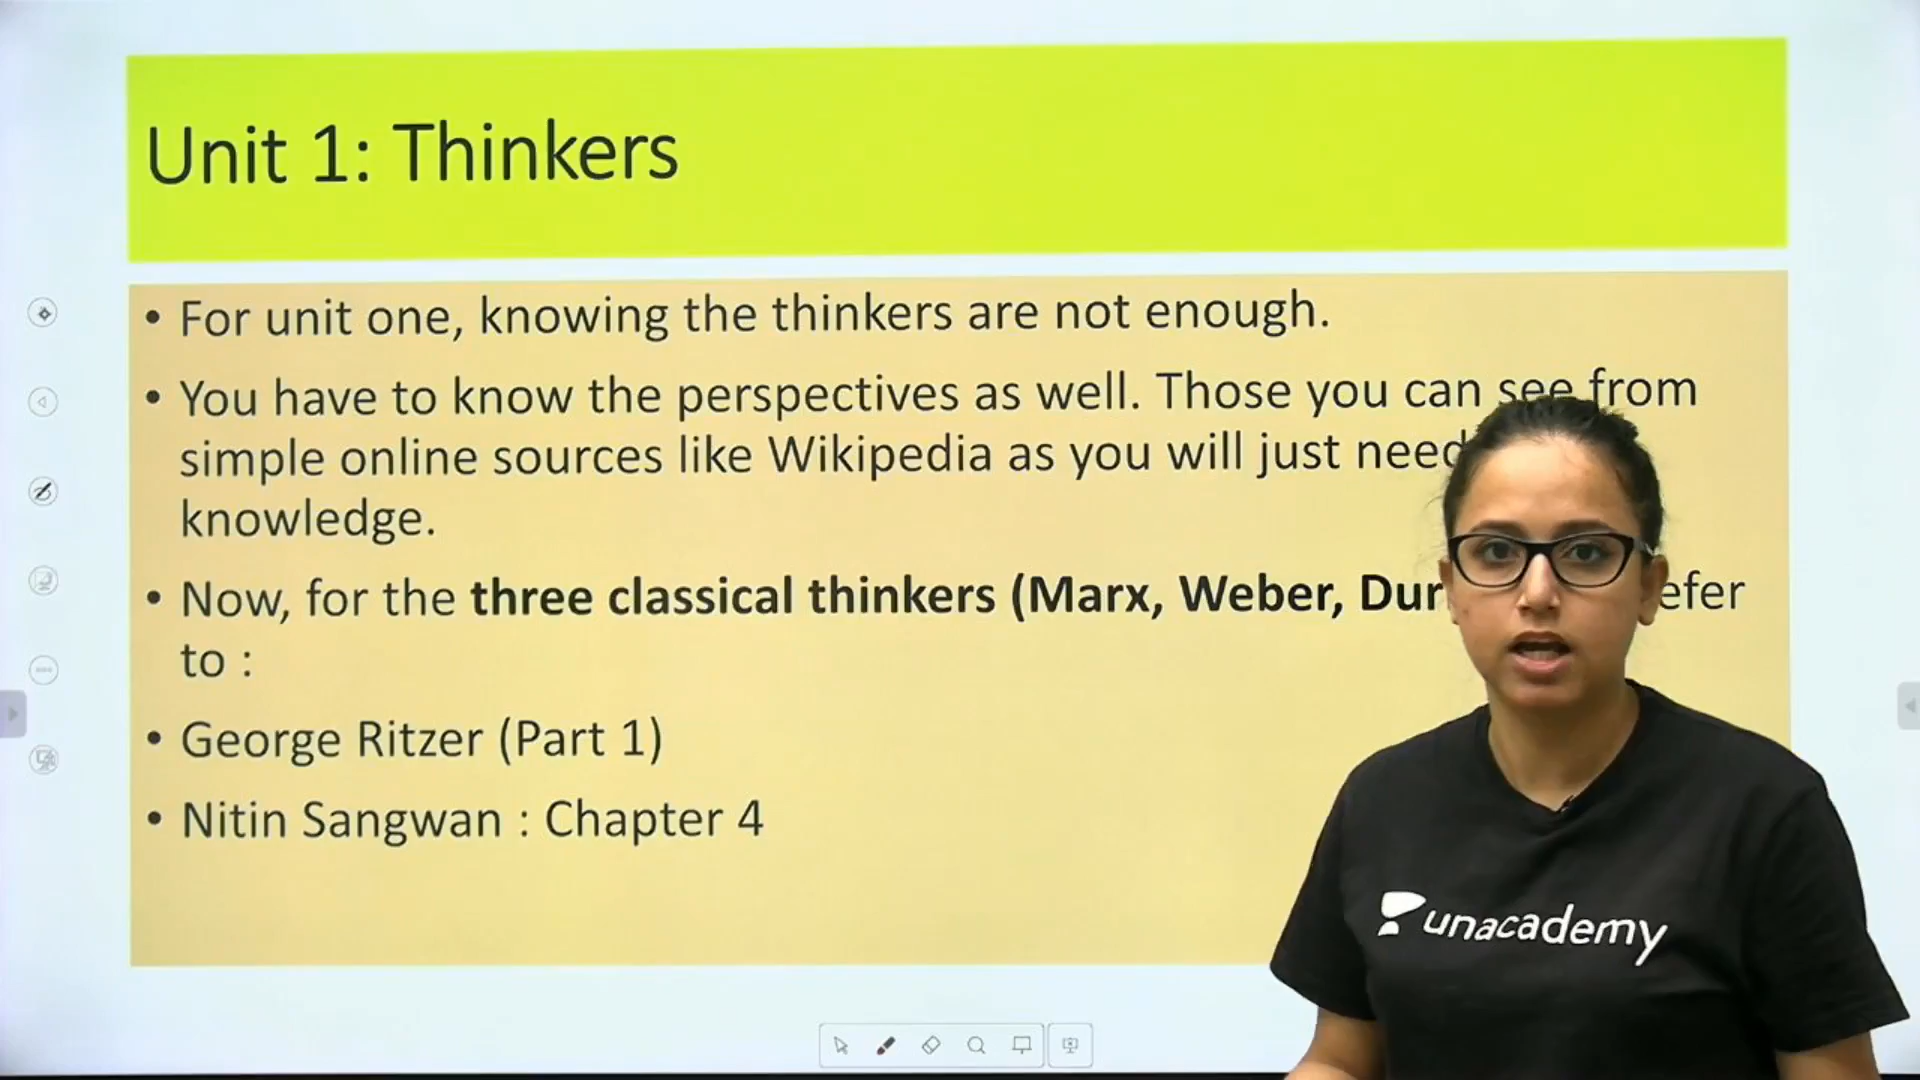 Unit 1: Thinkers
• For unit one, knowing the thinkers are not enough.
• You have to know the perspectives as well. Those you can see from
simple online sources like Wikipedia as you will just need
knowledge.
• Now, for the three classical thinkers (Marx, Weber, Dur efer
to :
• George Ritzer (Part 1)
• Nitin Sangwan : Chapter 4
unacademy